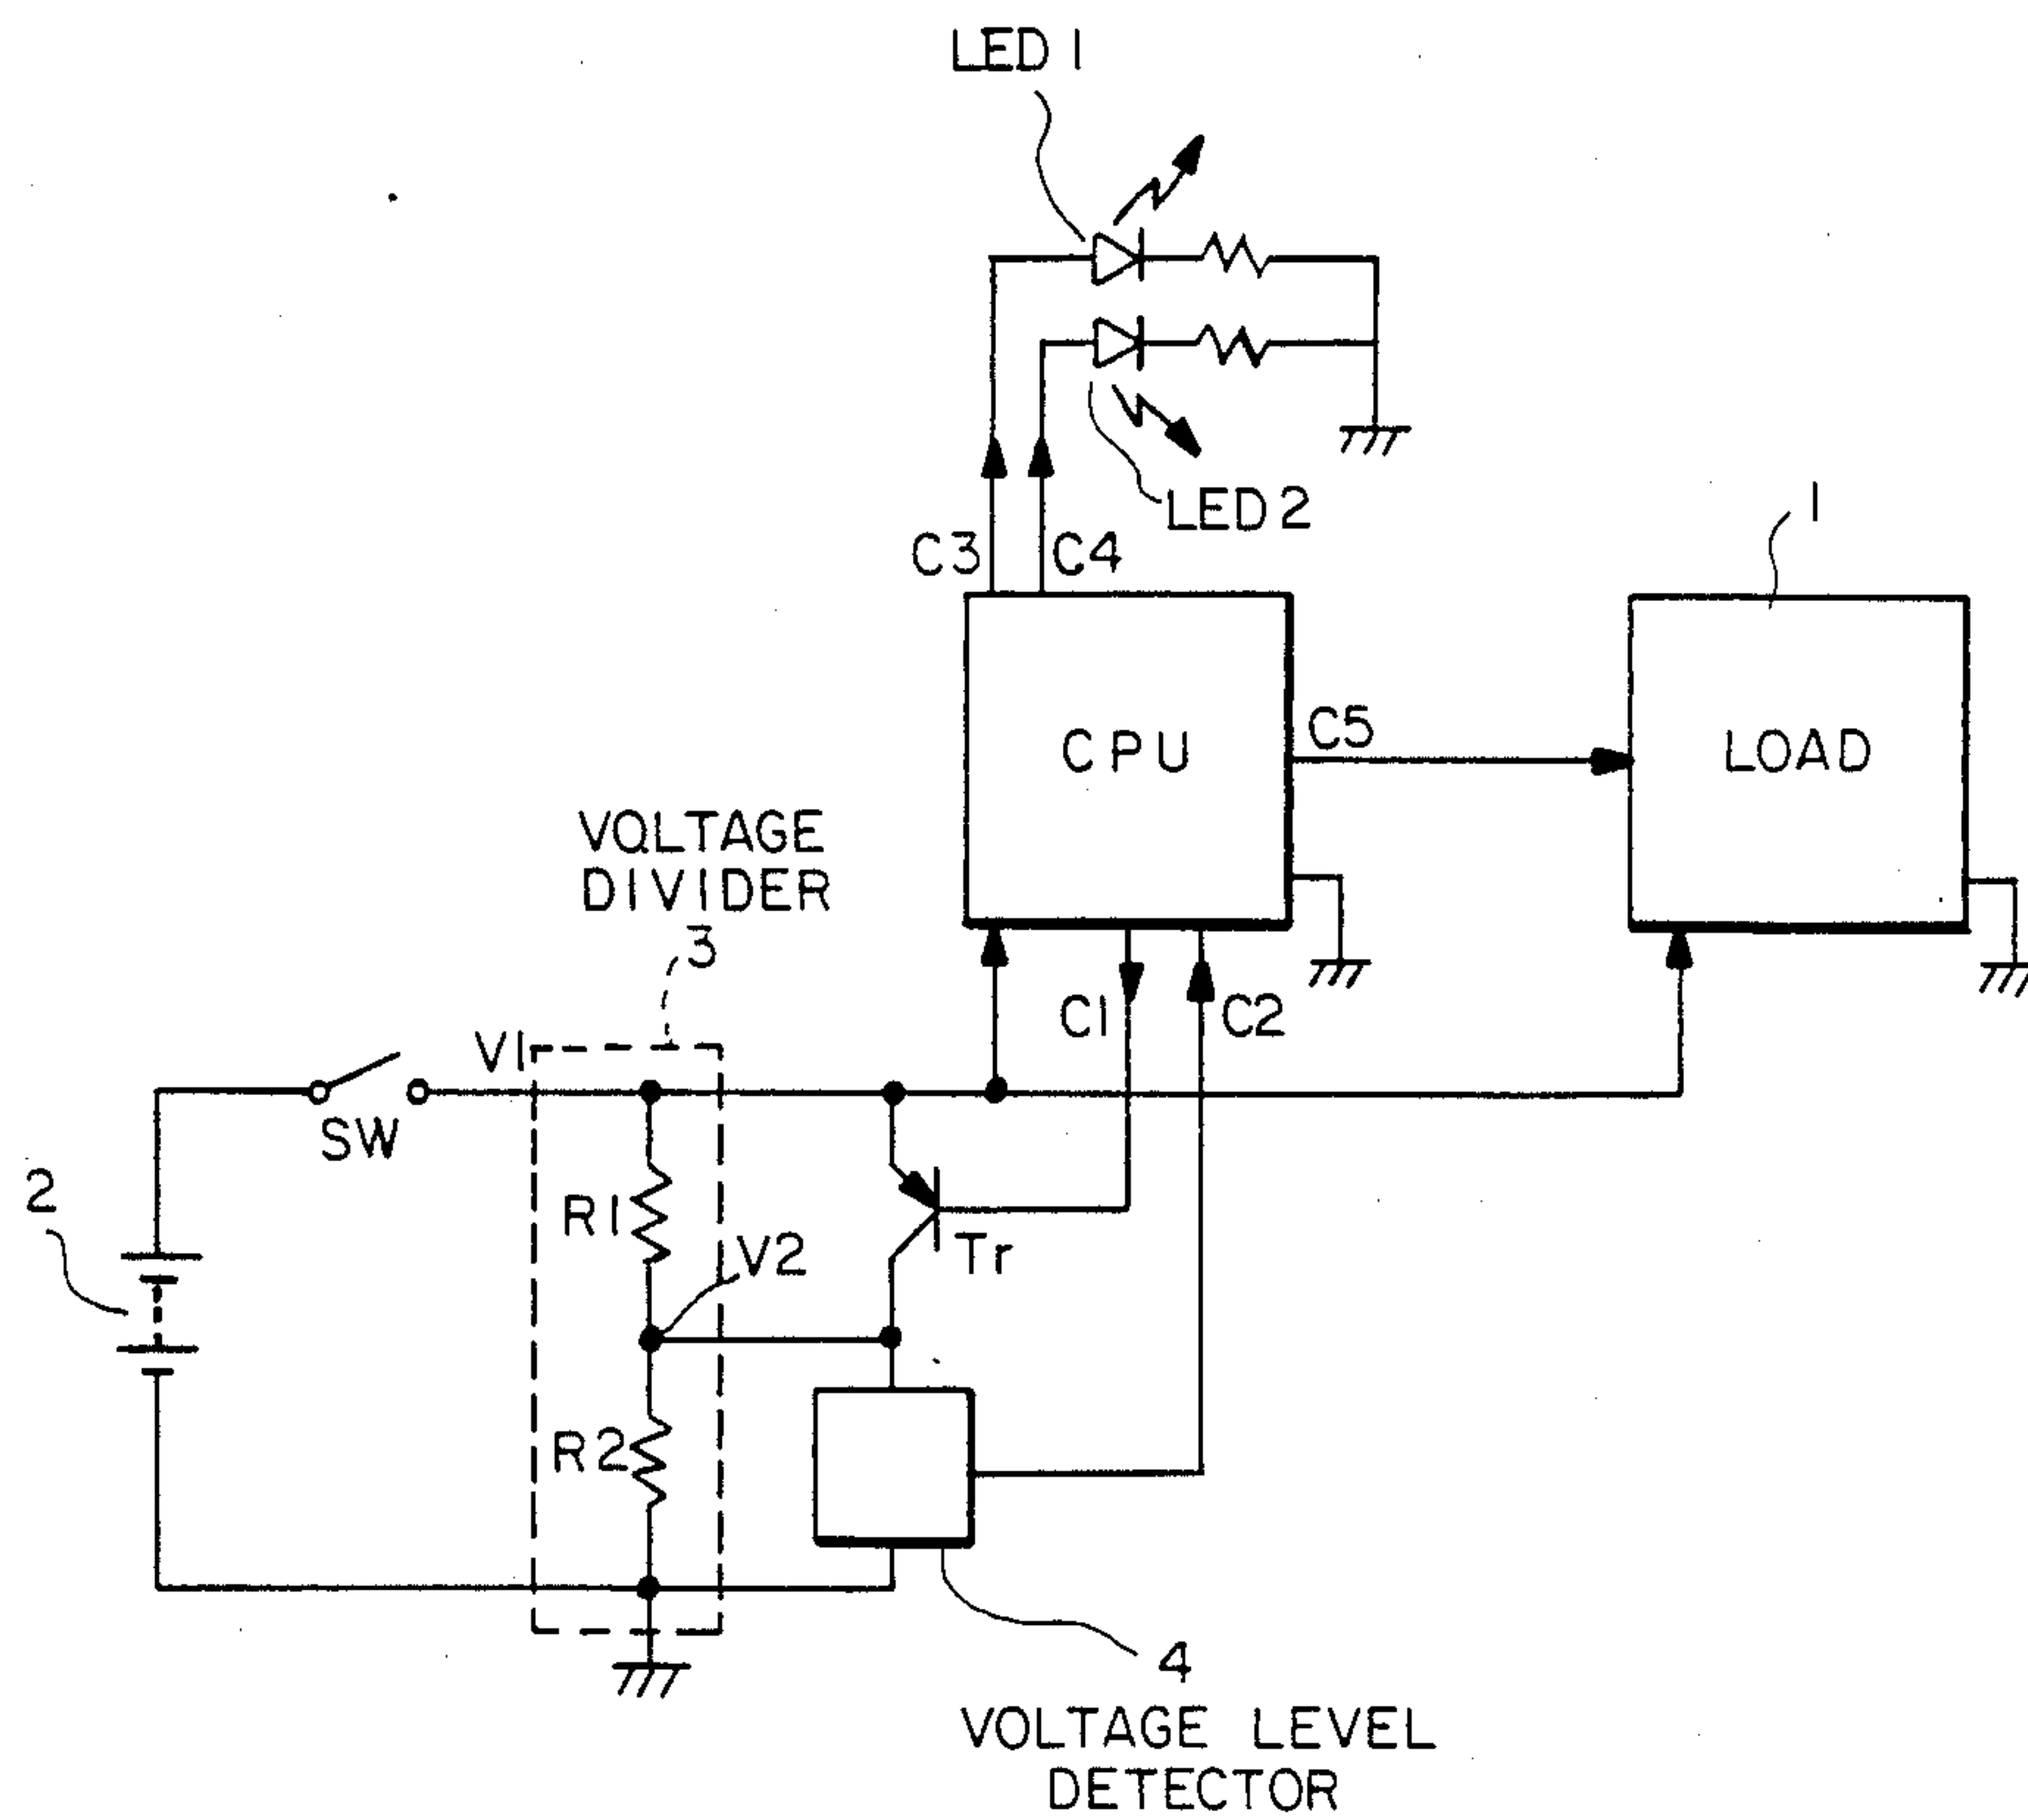 LED 1
LED 2
C3
C4
1
CPU
C5
LOAD
VOLTAGE
DIVIDER
3
C1
C2
V1
SW
2
R1
V2
Tr
R2
4
VOLTAGE LEVEL
DETECTOR